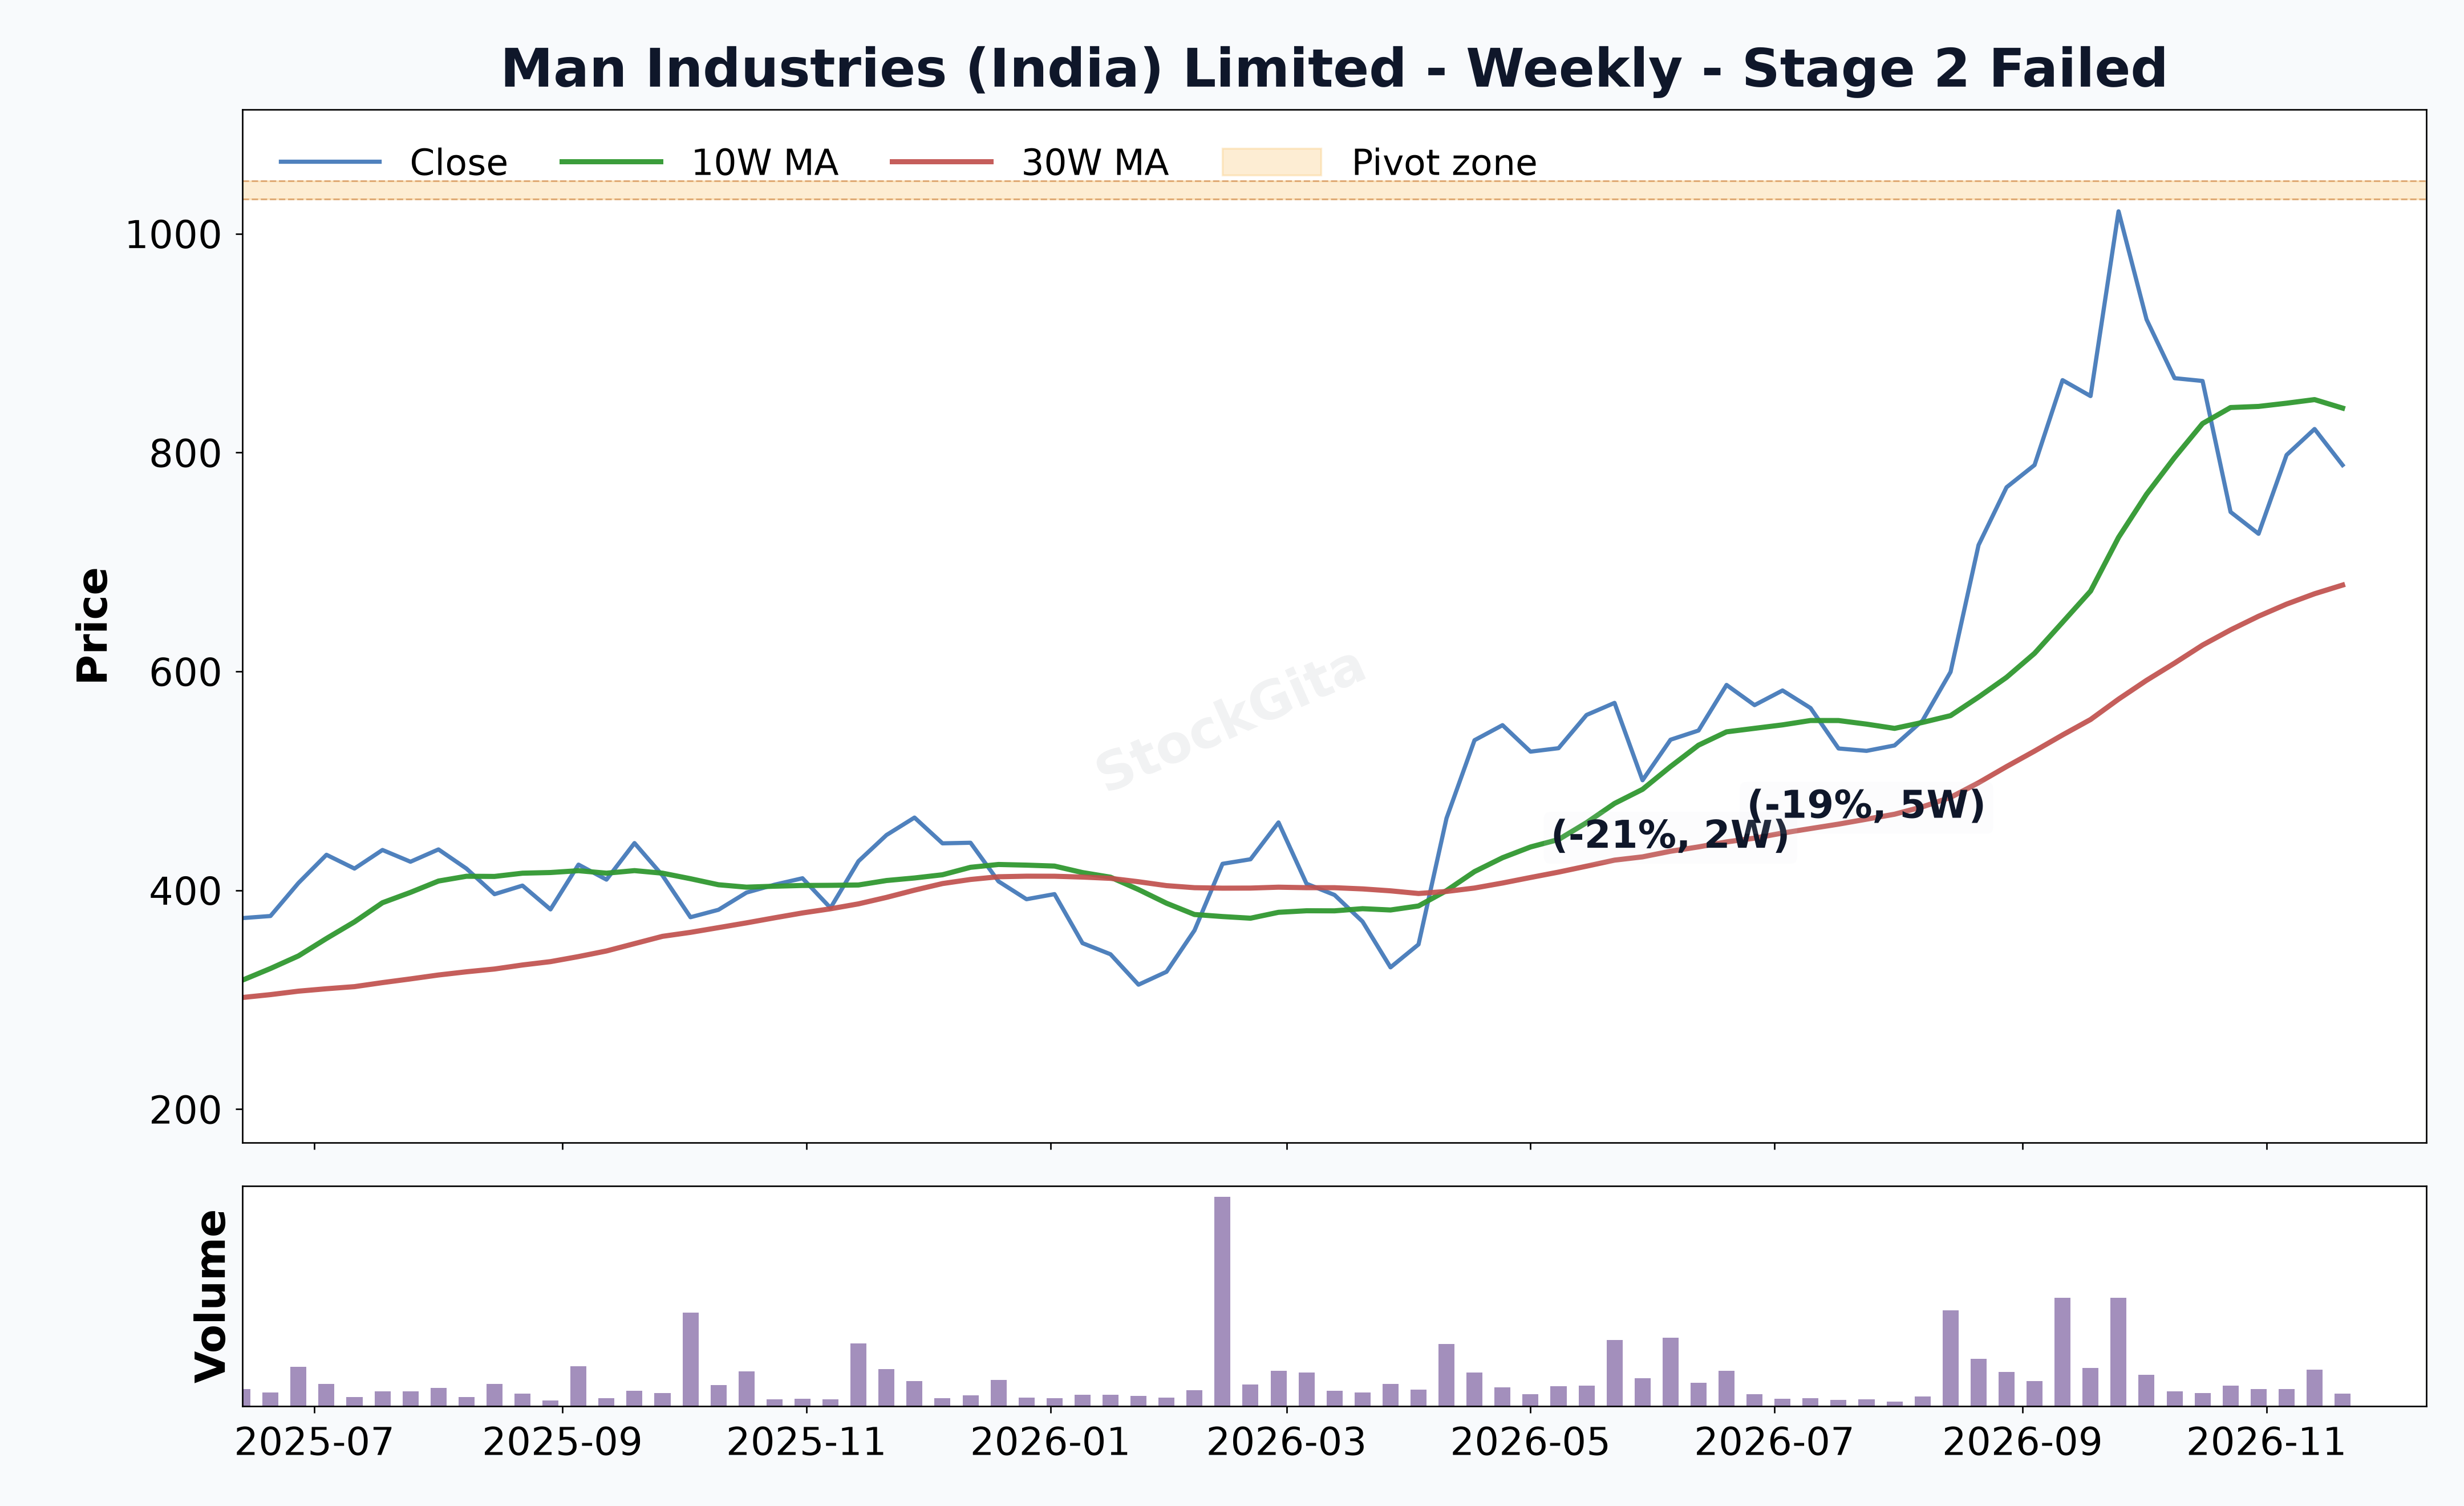 Man Industries (India) Limited - Weekly - Stage 2 Failed
Close 10W MA 30W MA Pivot zone
1000
800
600
400
200
Price
StockGita
(-19%, 5W)
(-21%, 2W)
Volume
2025-07 2025-09 2025-11 2026-01 2026-03 2026-05 2026-07 2026-09 2026-11